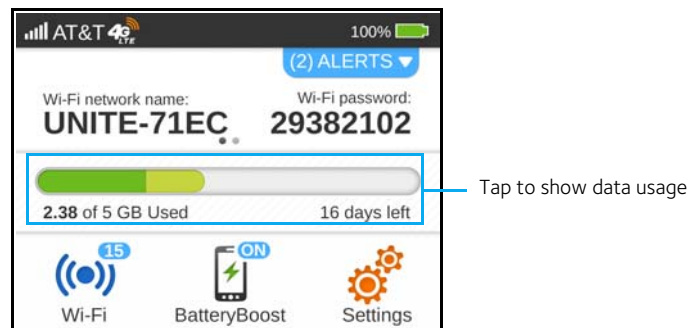 AT&T 4G LTE 100%
(2) ALERTS
Wi-Fi network name: Wi-Fi password:
UNITE-71EC 29382102
Tap to show data usage
2.38 of 5 GB Used 16 days left
15 ON
Wi-Fi BatteryBoost Settings